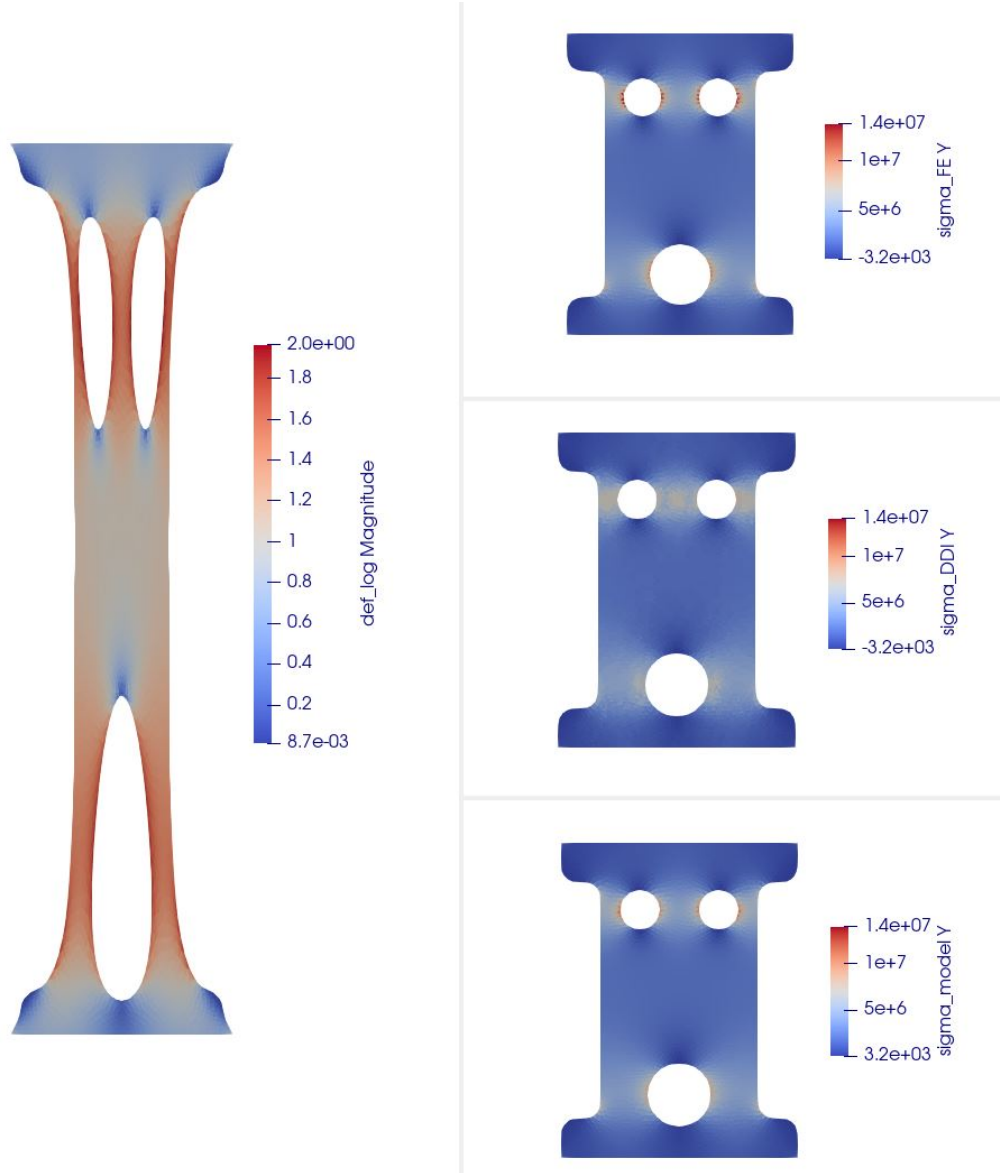 2.0e+00
1.8
1.6
1.4
1.2
1
0.8
0.6
0.4
0.2
8.7e-03
def_log Magnitude
1.4e+07
1e+7
5e+6
-3.2e+03
sigma_FE Y
1.4e+07
1e+7
5e+6
-3.2e+03
sigma_DDI Y
1.4e+07
1e+7
5e+6
3.2e+03
sigma_model Y